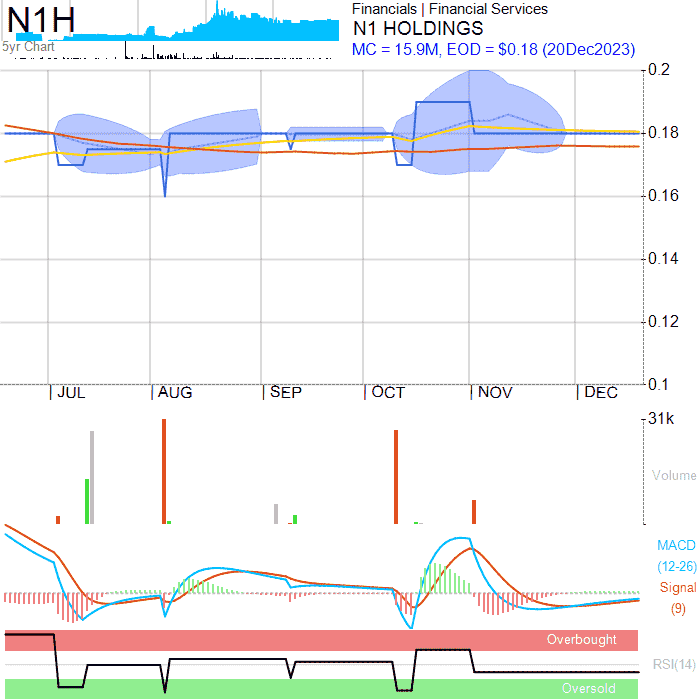 N1H
5yr Chart
Financials | Financial Services
N1 HOLDINGS
MC = 15.9M, EOD = $0.18 (20Dec2023)
0.2
0.18
0.16
0.14
0.12
0.1
JUL AUG SEP OCT NOV DEC
31k
Volume
MACD
(12-26)
Signal
(9)
Overbought
RSI(14)
Oversold